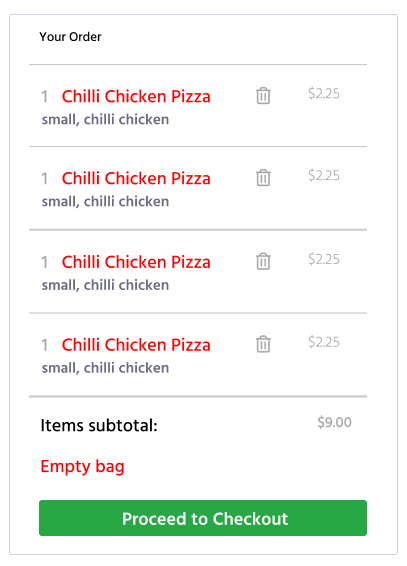 Your Order
1 Chilli Chicken Pizza $2.25
small, chilli chicken
1 Chilli Chicken Pizza $2.25
small, chilli chicken
1 Chilli Chicken Pizza $2.25
small, chilli chicken
1 Chilli Chicken Pizza $2.25
small, chilli chicken
Items subtotal: $9.00
Empty bag
Proceed to Checkout